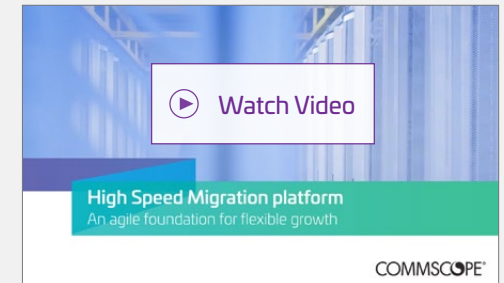 Watch Video
High Speed Migration platform
An agile foundation for flexible growth
COMMSCOPE®